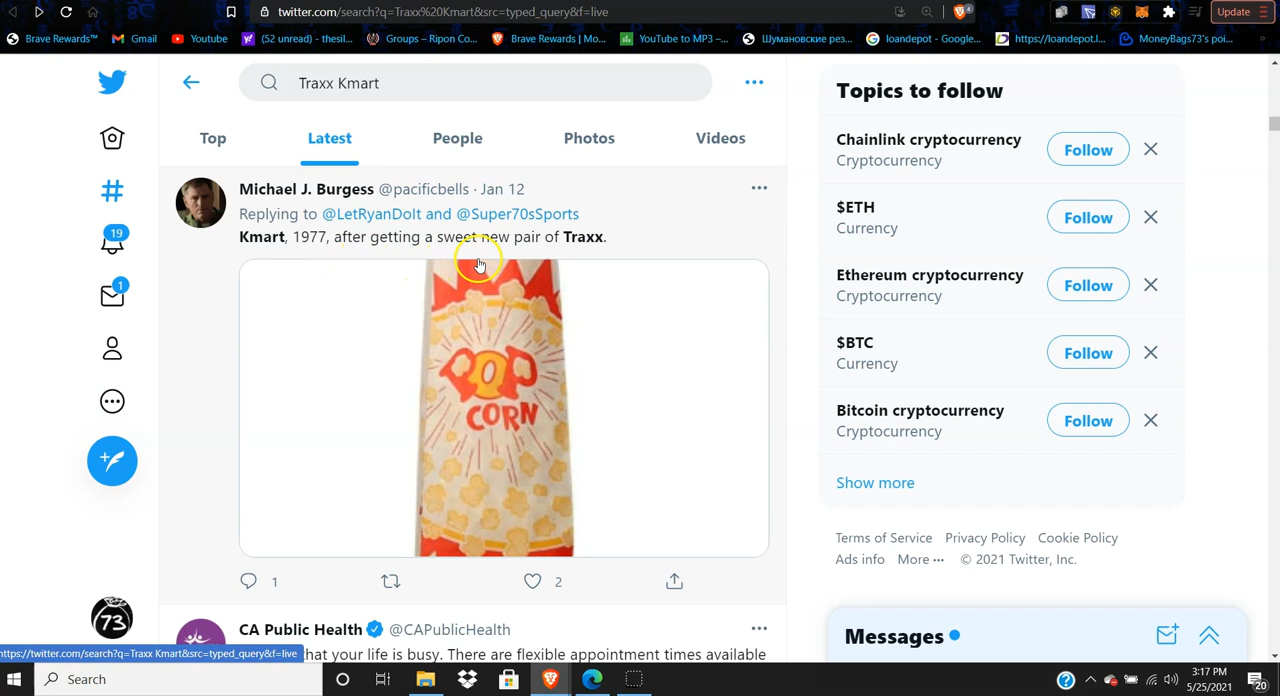 twitter.com/search?q=Traxx%20Kmart&src=typed_query&f=live
4
Update
Brave Rewards™
Gmail
Youtube
(52 unread) - thesil...
Groups – Ripon Co...
Brave Rewards | Mo...
YouTube to MP3 –...
Шумановские рез...
loandepot - Google...
https://loandepot.l...
MoneyBags73's poi...
»
Traxx Kmart
Topics to follow
Top
Latest
People
Photos
Videos
Chainlink cryptocurrency
Cryptocurrency
Follow
Michael J. Burgess @pacificbells · Jan 12
Replying to @LetRyanDoIt and @Super70sSports
Kmart, 1977, after getting a sweet new pair of Traxx.
$ETH
Currency
Follow
19
Ethereum cryptocurrency
Cryptocurrency
Follow
1
$BTC
Currency
Follow
POP
CORN
Bitcoin cryptocurrency
Cryptocurrency
Follow
Show more
Terms of Service Privacy Policy Cookie Policy
Ads info More ··· © 2021 Twitter, Inc.
1
2
73
CA Public Health @CAPublicHealth
Messages
https://twitter.com/search?q=Traxx Kmart&src=typed_query&f=live
hat your life is busy. There are flexible appointment times available
Search
3:17 PM
5/25/2021
20